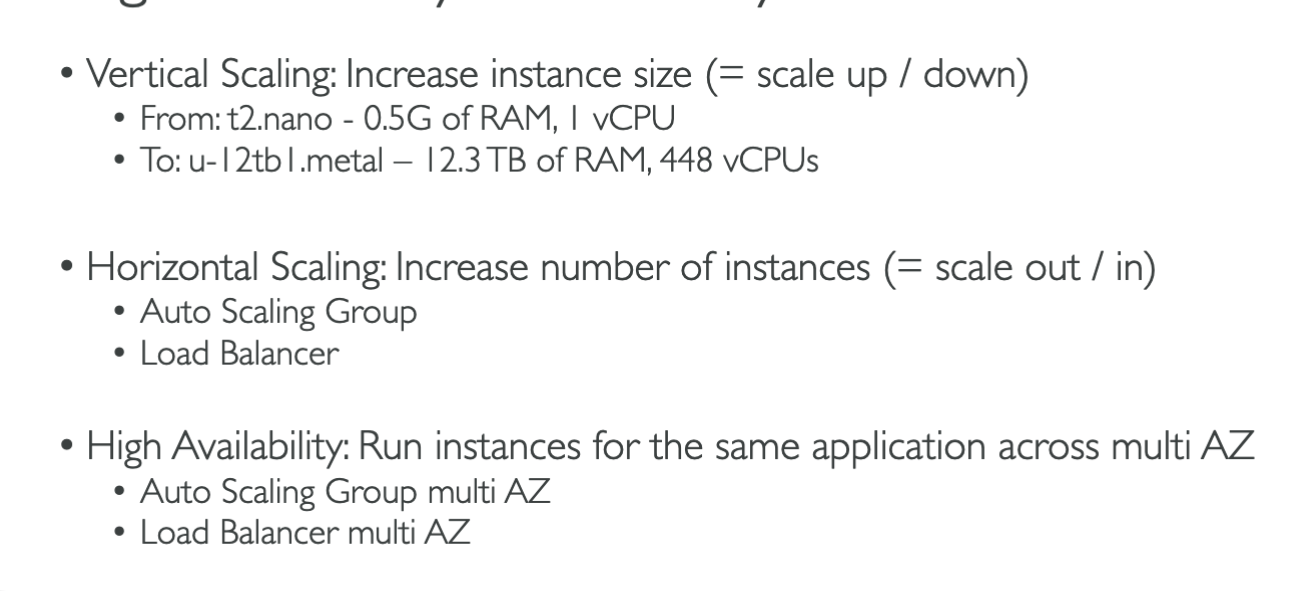 • Vertical Scaling: Increase instance size (= scale up / down)
• From: t2.nano - 0.5G of RAM, 1 vCPU
• To: u-12tb1.metal – 12.3 TB of RAM, 448 vCPUs
• Horizontal Scaling: Increase number of instances (= scale out / in)
• Auto Scaling Group
• Load Balancer
• High Availability: Run instances for the same application across multi AZ
• Auto Scaling Group multi AZ
• Load Balancer multi AZ